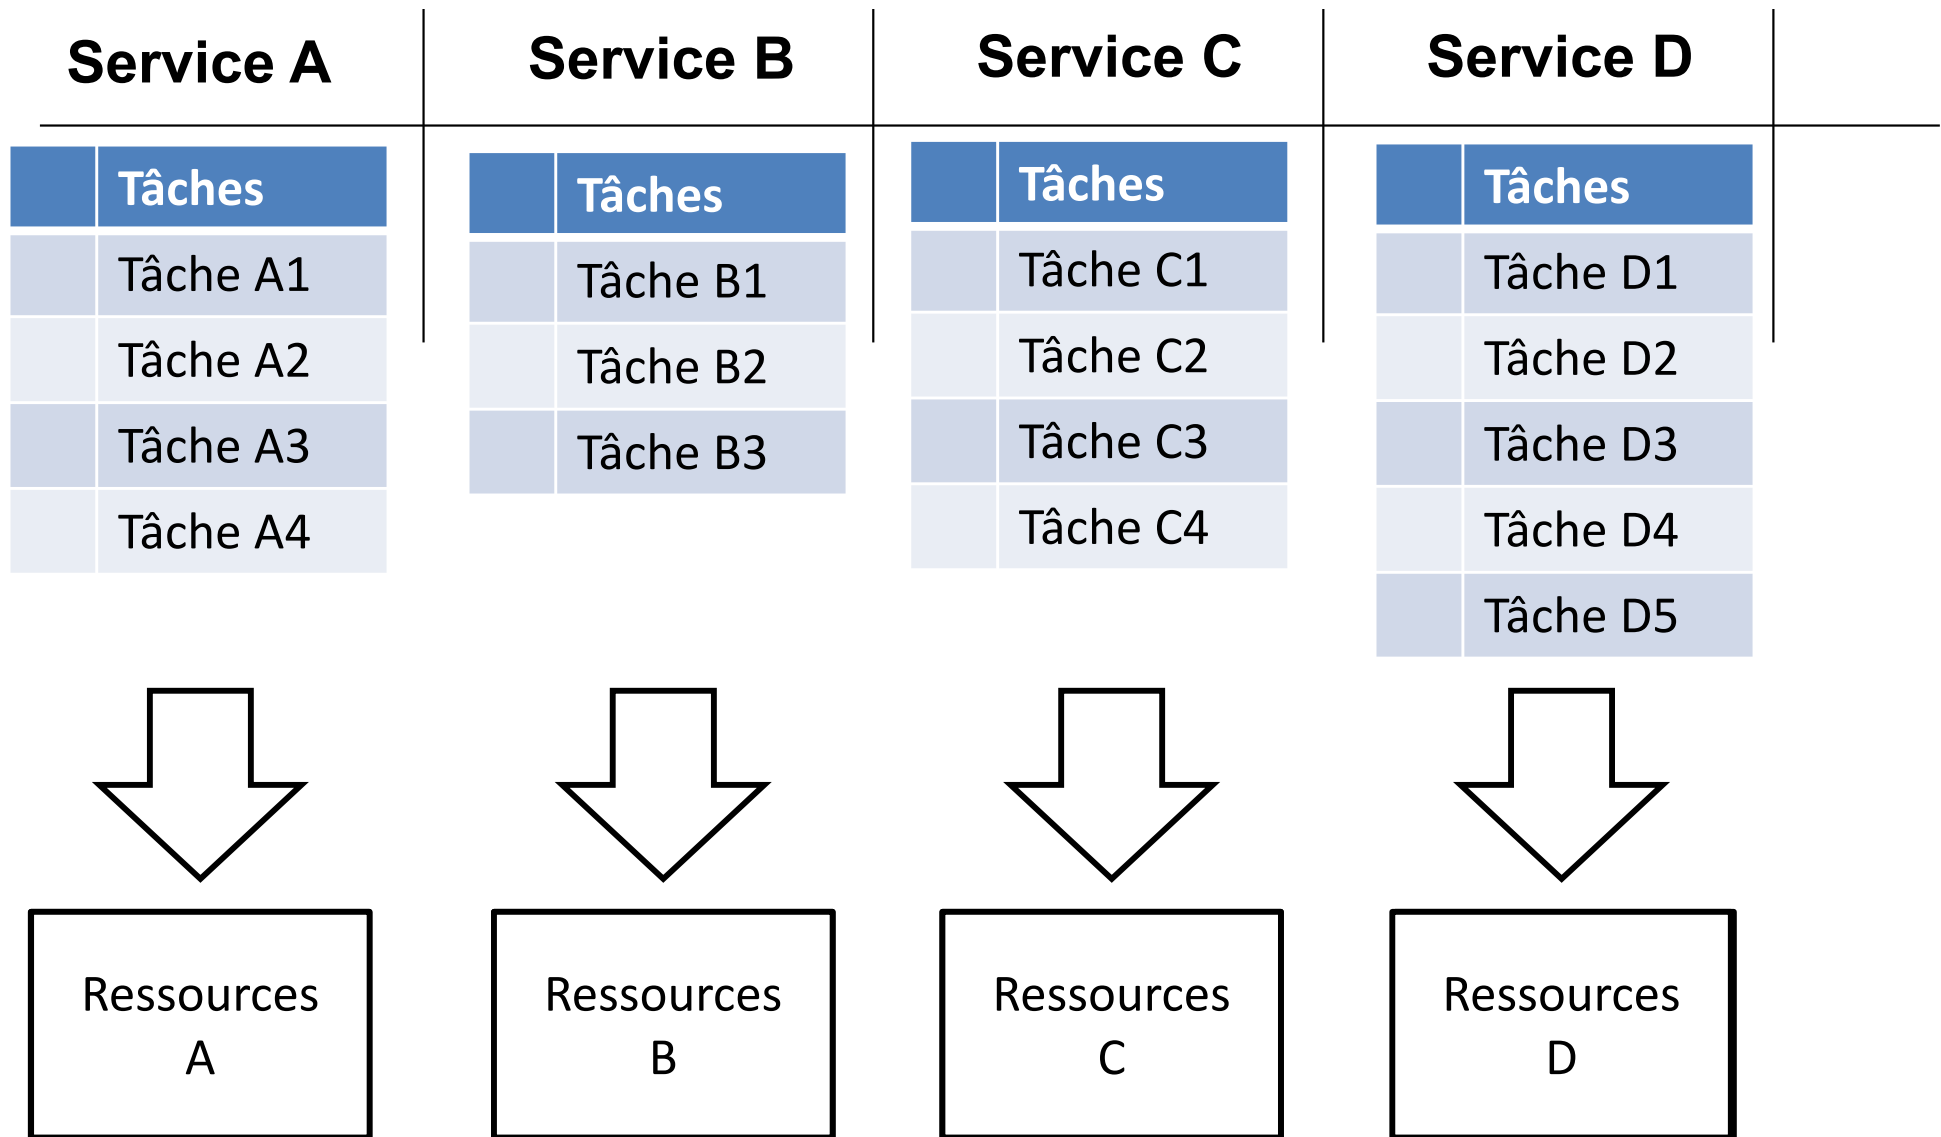 Service A
Service B
Service C
Service D
Tâches
Tâche A1
Tâche A2
Tâche A3
Tâche A4
Tâches
Tâche B1
Tâche B2
Tâche B3
Tâches
Tâche C1
Tâche C2
Tâche C3
Tâche C4
Tâches
Tâche D1
Tâche D2
Tâche D3
Tâche D4
Tâche D5
Ressources
A
Ressources
B
Ressources
C
Ressources
D